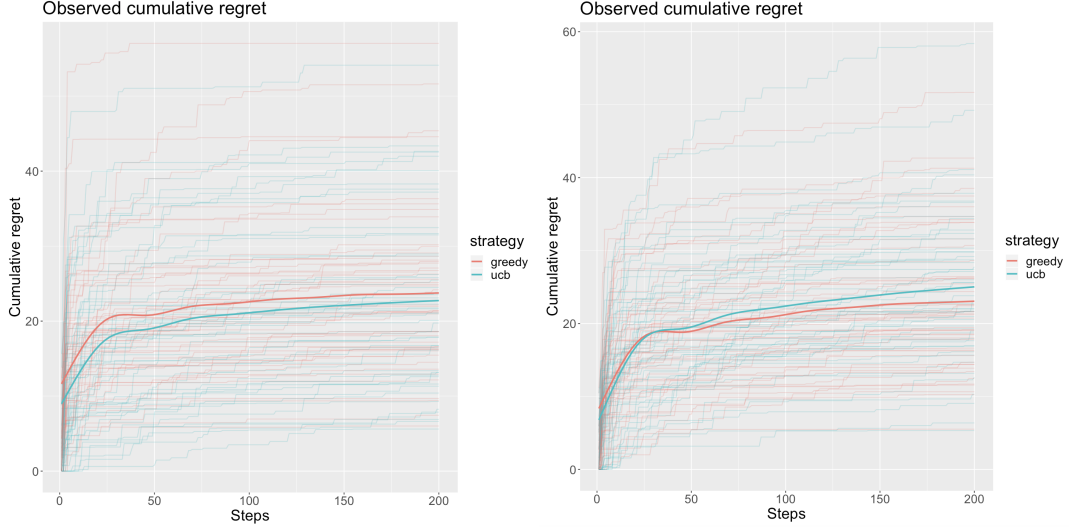 Observed cumulative regret
Cumulative regret
40
20
0
0 50 100 150 200
Steps
strategy
greedy
ucb
Observed cumulative regret
Cumulative regret
60
40
20
0
0 50 100 150 200
Steps
strategy
greedy
ucb